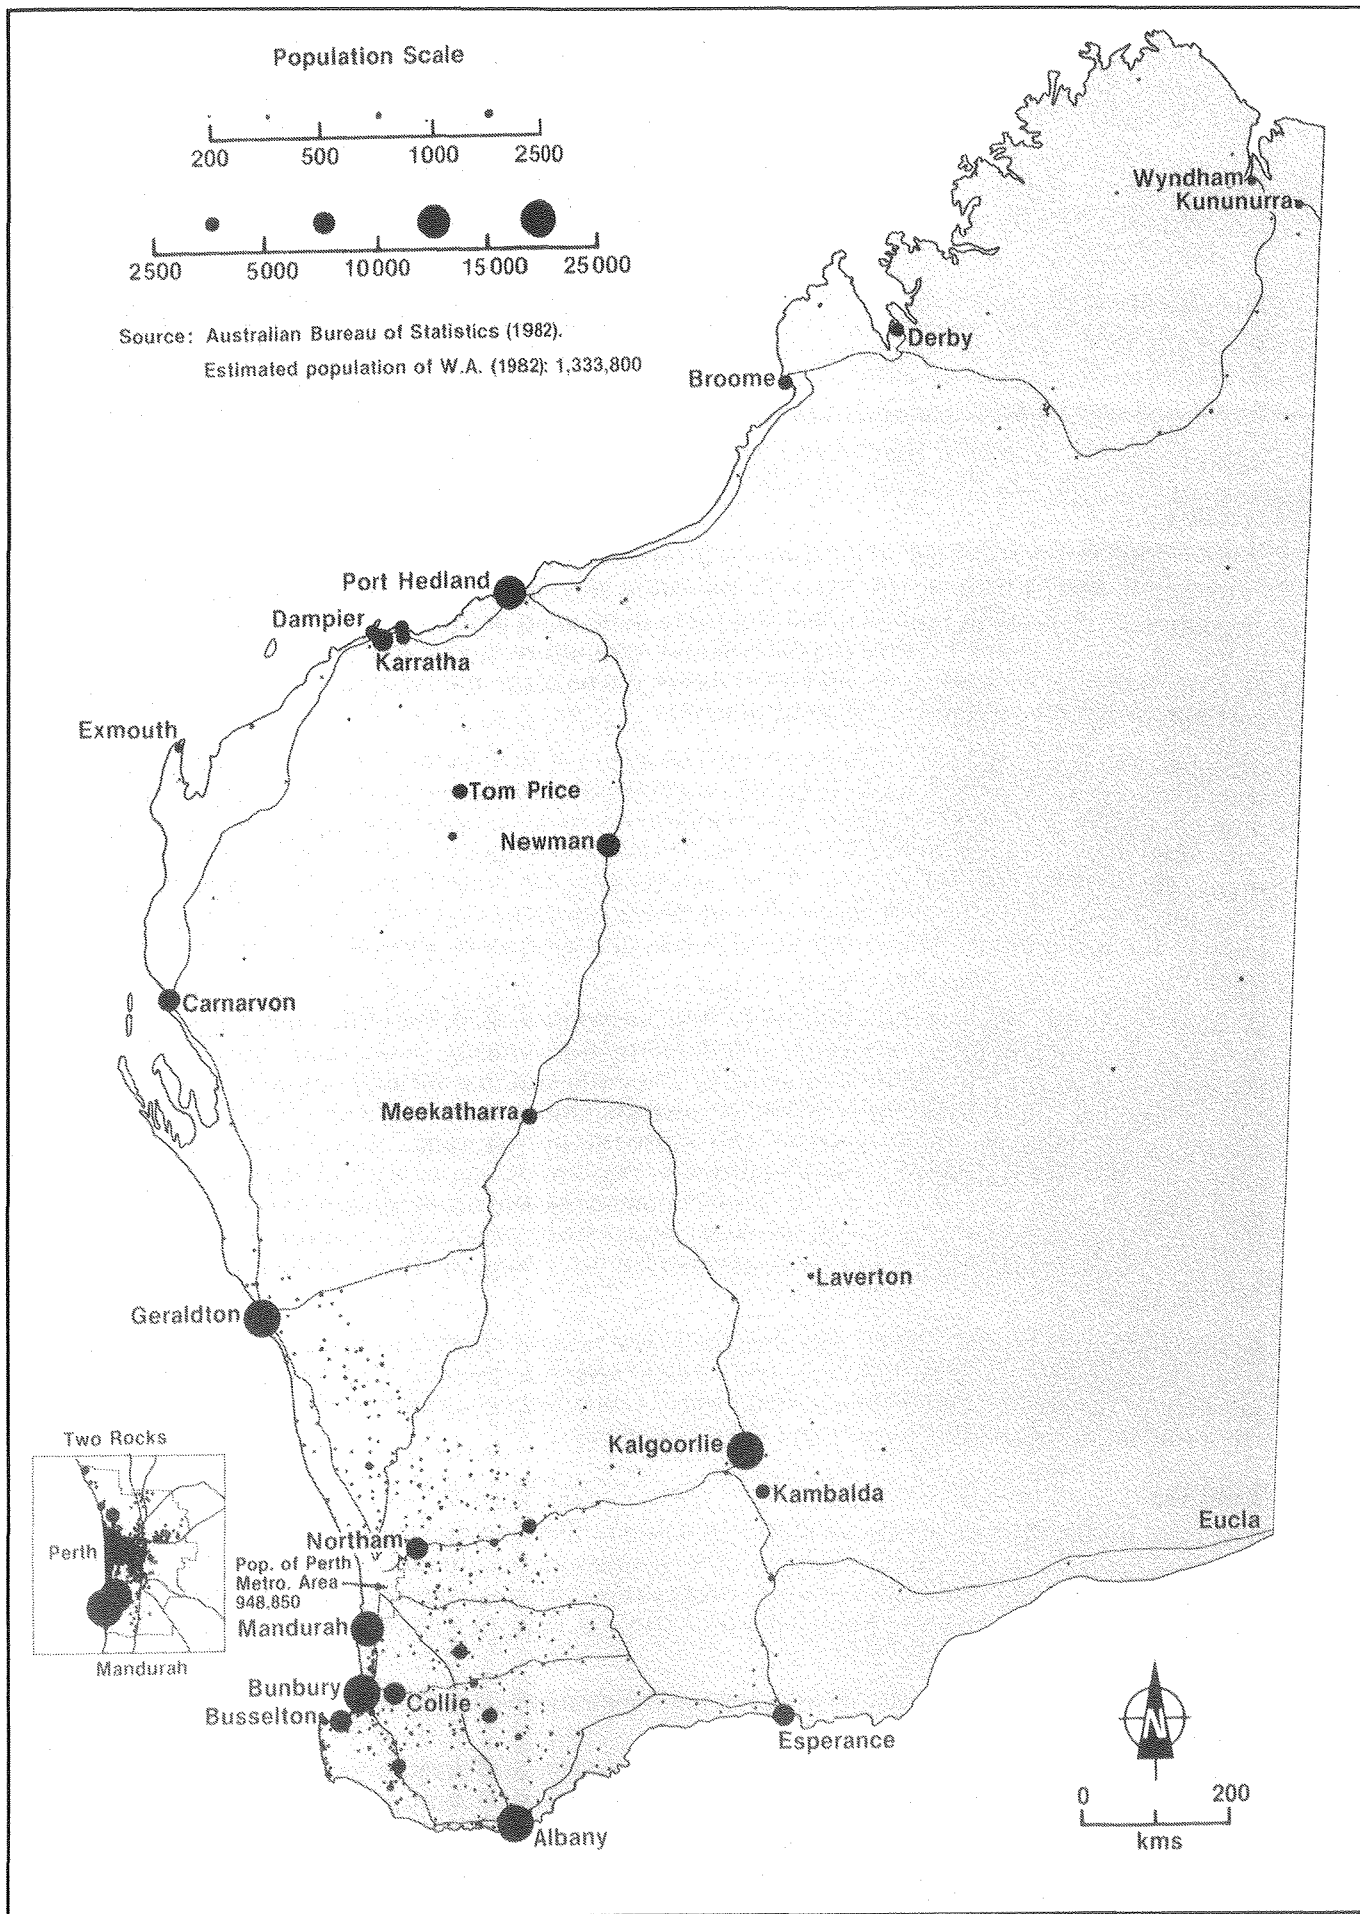 Population Scale
200 500 1000 2500
2500 5000 10000 15000 25000
Source: Australian Bureau of Statistics (1982).
Estimated population of W.A. (1982): 1,333,800
Wyndham
Kununurra
Derby
Broome
Port Hedland
Dampier
Karratha
Exmouth
Tom Price
Newman
Carnarvon
Meekatharra
Laverton
Geraldton
Kalgoorlie
Kambalda
Two Rocks
Perth
Mandurah
Eucla
Northam
Pop. of Perth
Metro. Area
948,850
Mandurah
Bunbury
Collie
Busselton
Esperance
Albany
N
0 200
kms